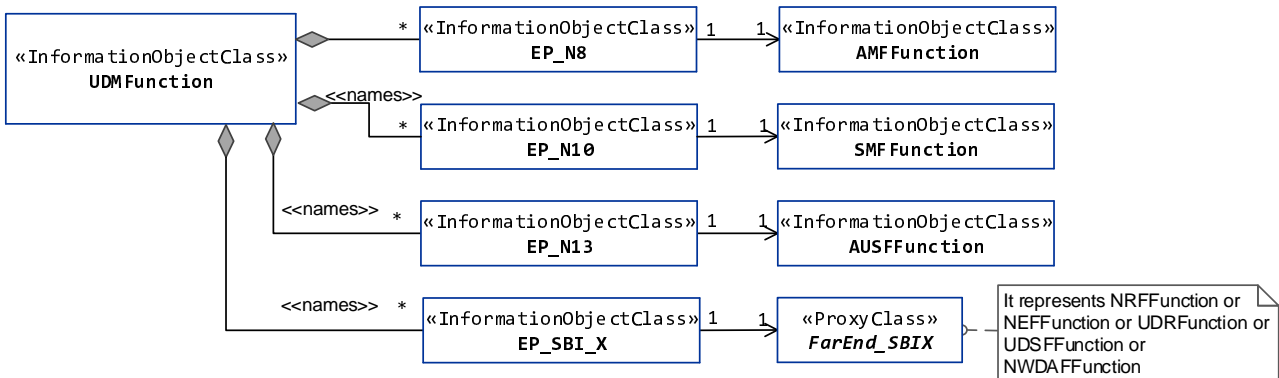 «InformationObjectClass»
UDMFunction
*
«InformationObjectClass»
EP_N8
1
1
«InformationObjectClass»
AMFFunction
<<names>>
*
«InformationObjectClass»
EP_N10
1
1
«InformationObjectClass»
SMFFunction
<<names>>
*
«InformationObjectClass»
EP_N13
1
1
«InformationObjectClass»
AUSFFunction
<<names>>
*
«InformationObjectClass»
EP_SBI_X
1
1
«ProxyClass»
FarEnd_SBIX
It represents NRFFunction or
NEFFunction or UDRFunction or
UDSFFunction or
NWDAFFunction